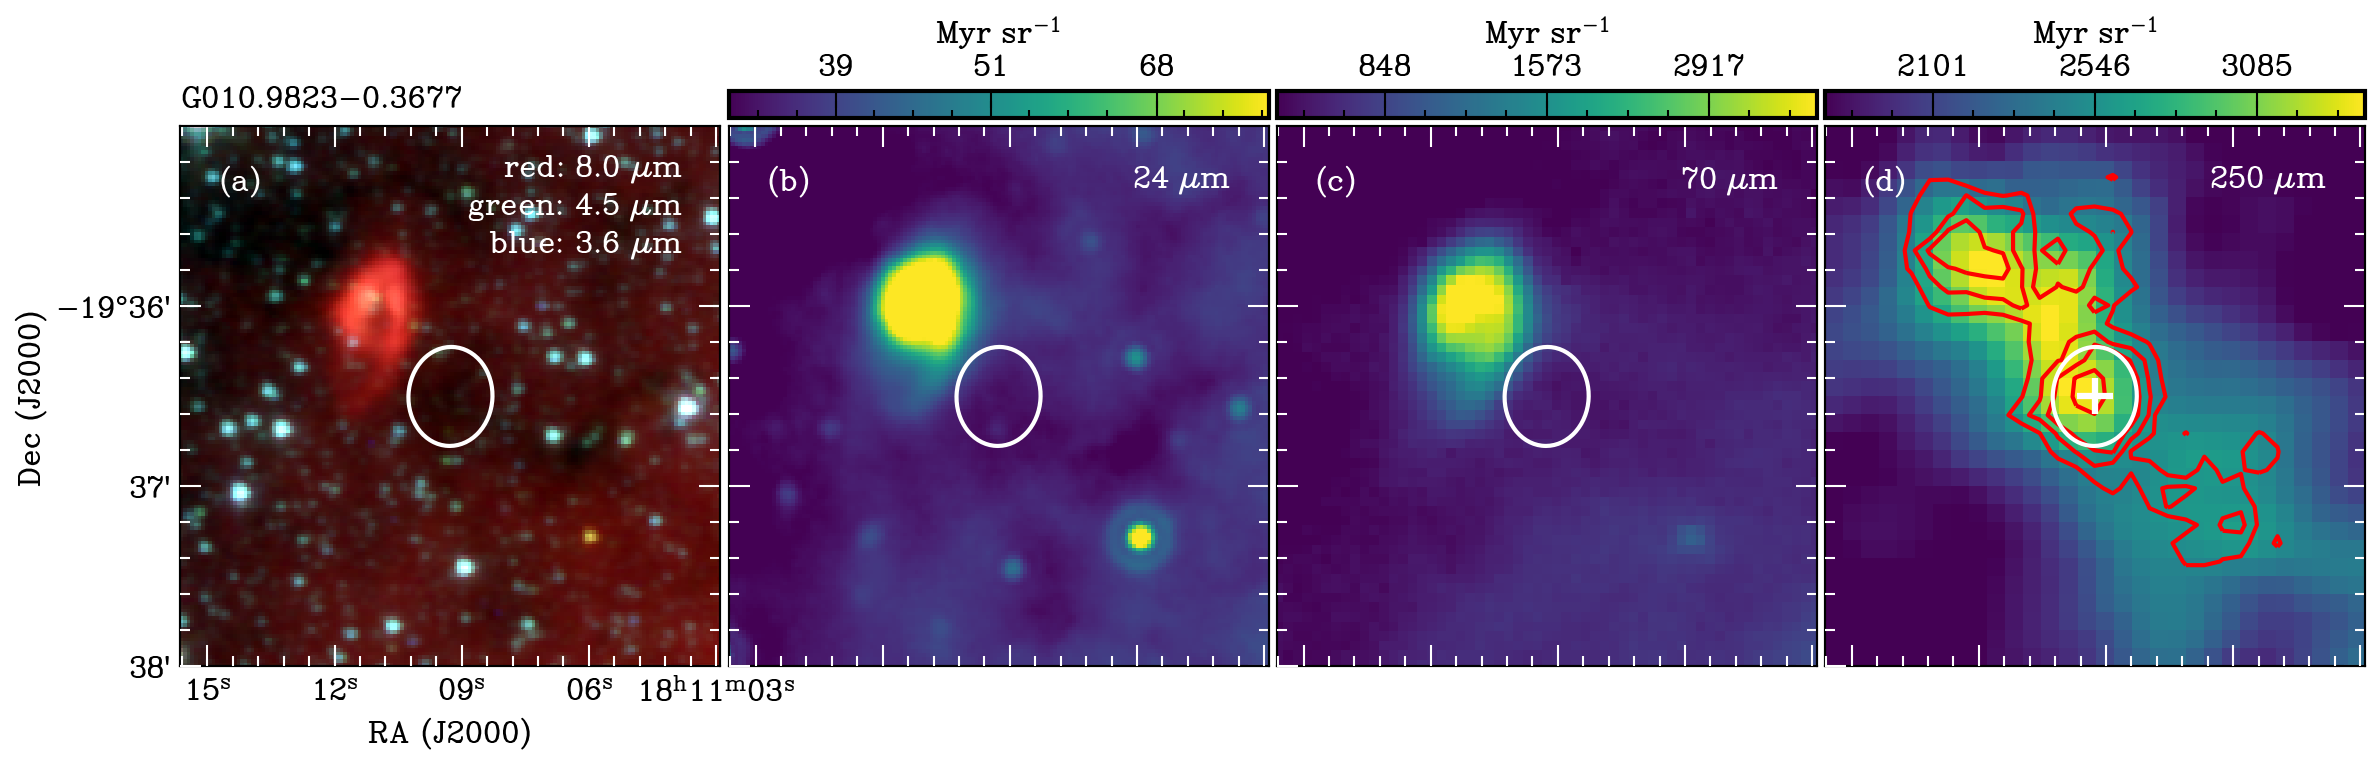 Myr sr⁻¹
39 51 68
Myr sr⁻¹
848 1573 2917
Myr sr⁻¹
2101 2546 3085
G010.9823−0.3677
(a)
red: 8.0 μm
green: 4.5 μm
blue: 3.6 μm
(b)
24 μm
(c)
70 μm
(d)
250 μm
Dec (J2000)
−19°36'
37'
38'
15ˢ 12ˢ 09ˢ 06ˢ 18ʰ11ᵐ03ˢ
RA (J2000)